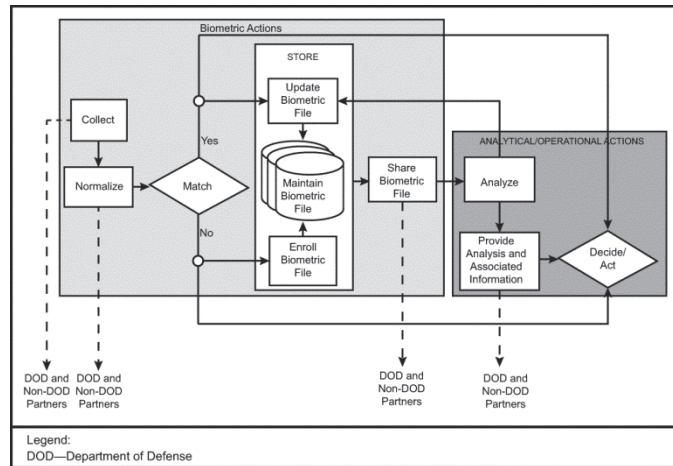 Biometric Actions
STORE
Update
Biometric
File
Collect
Yes
ANALYTICAL/OPERATIONAL ACTIONS
Normalize
Match
Maintain
Biometric
File
Share
Biometric
File
Analyze
No
Enroll
Biometric
File
Provide
Analysis and
Associated
Information
Decide/
Act
DOD and
Non-DOD
Partners
DOD and
Non-DOD
Partners
DOD and
Non-DOD
Partners
DOD and
Non-DOD
Partners
Legend:
DOD—Department of Defense